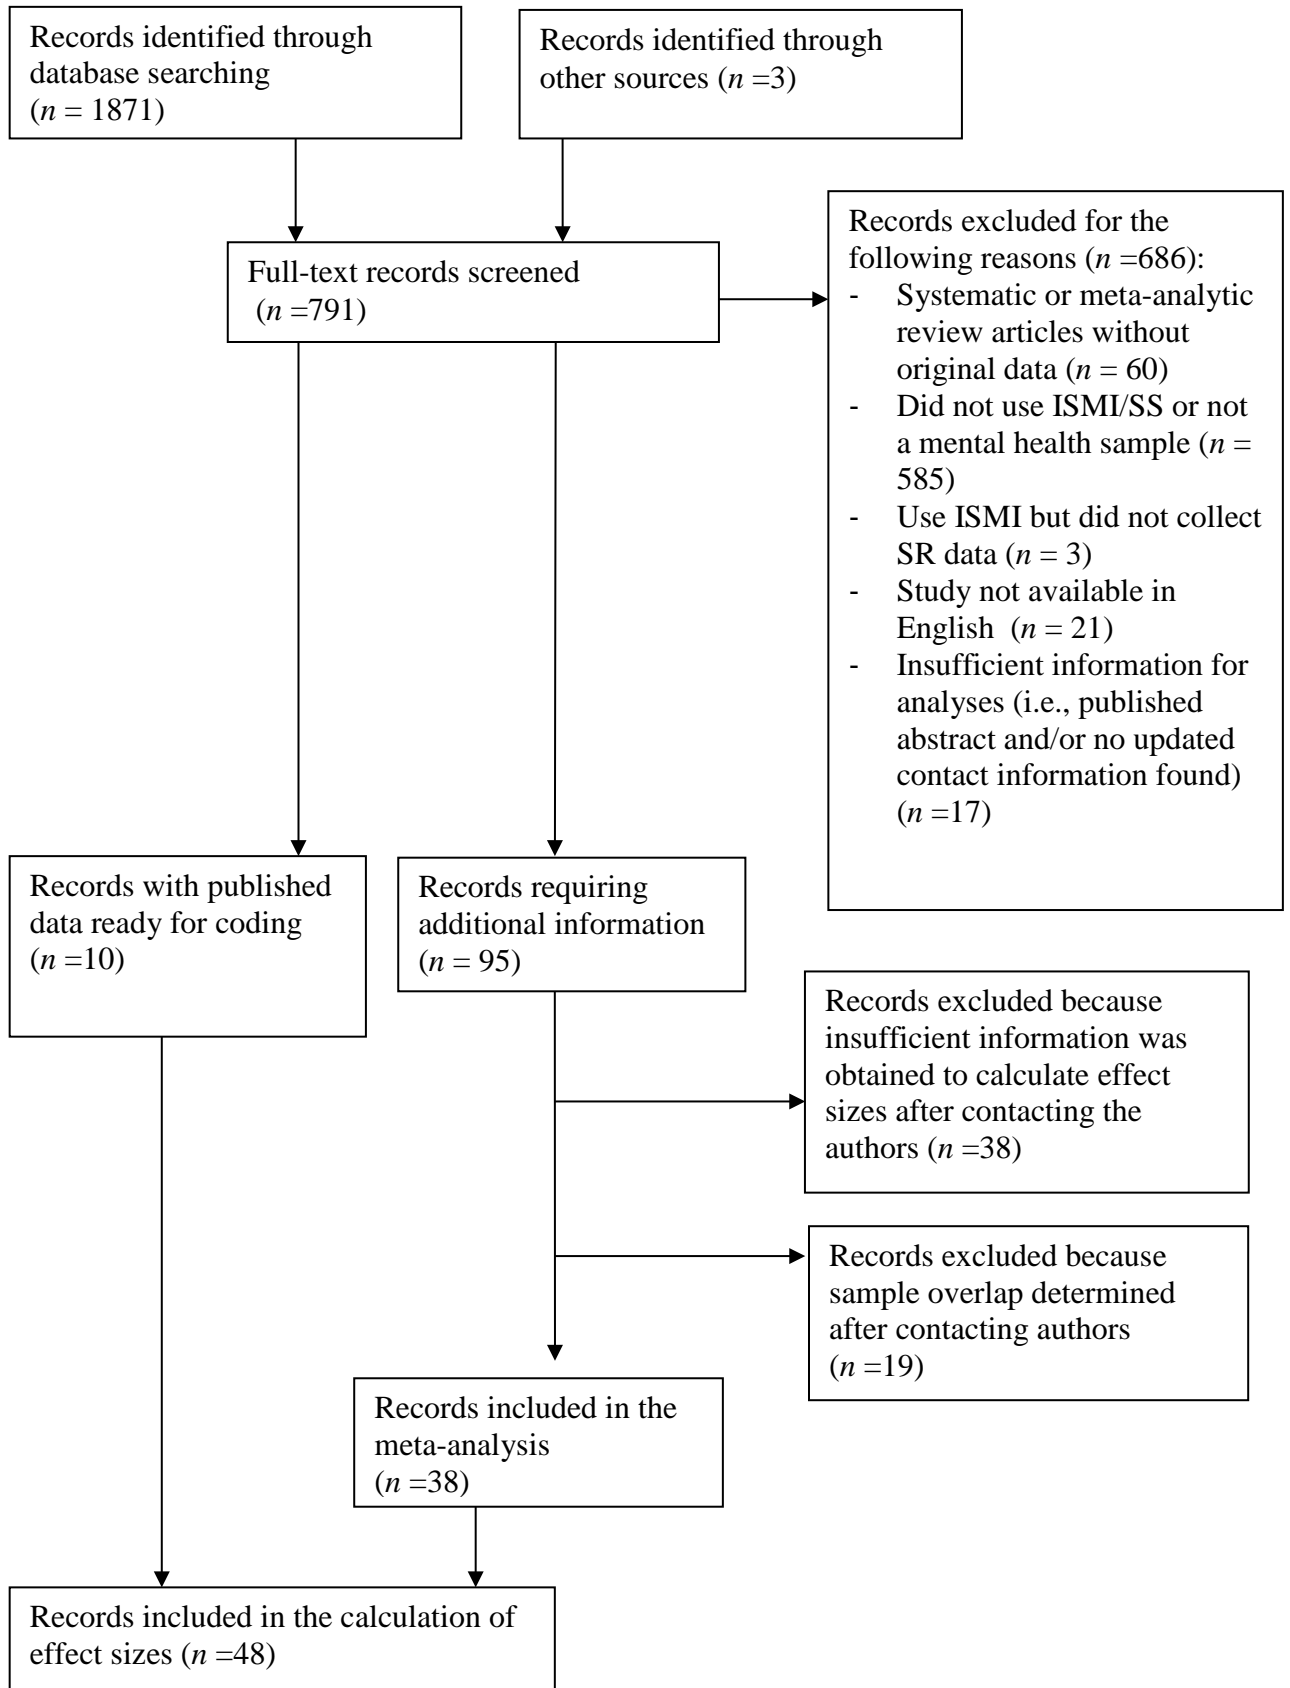 Records identified through
database searching
(n = 1871)
Records identified through
other sources (n =3)
Full-text records screened
(n =791)
Records excluded for the
following reasons (n =686):
- Systematic or meta-analytic
review articles without
original data (n = 60)
- Did not use ISMI/SS or not
a mental health sample (n =
585)
- Use ISMI but did not collect
SR data (n = 3)
- Study not available in
English (n = 21)
- Insufficient information for
analyses (i.e., published
abstract and/or no updated
contact information found)
(n =17)
Records with published
data ready for coding
(n =10)
Records requiring
additional information
(n = 95)
Records excluded because
insufficient information was
obtained to calculate effect
sizes after contacting the
authors (n =38)
Records excluded because
sample overlap determined
after contacting authors
(n =19)
Records included in the
meta-analysis
(n =38)
Records included in the calculation of
effect sizes (n =48)